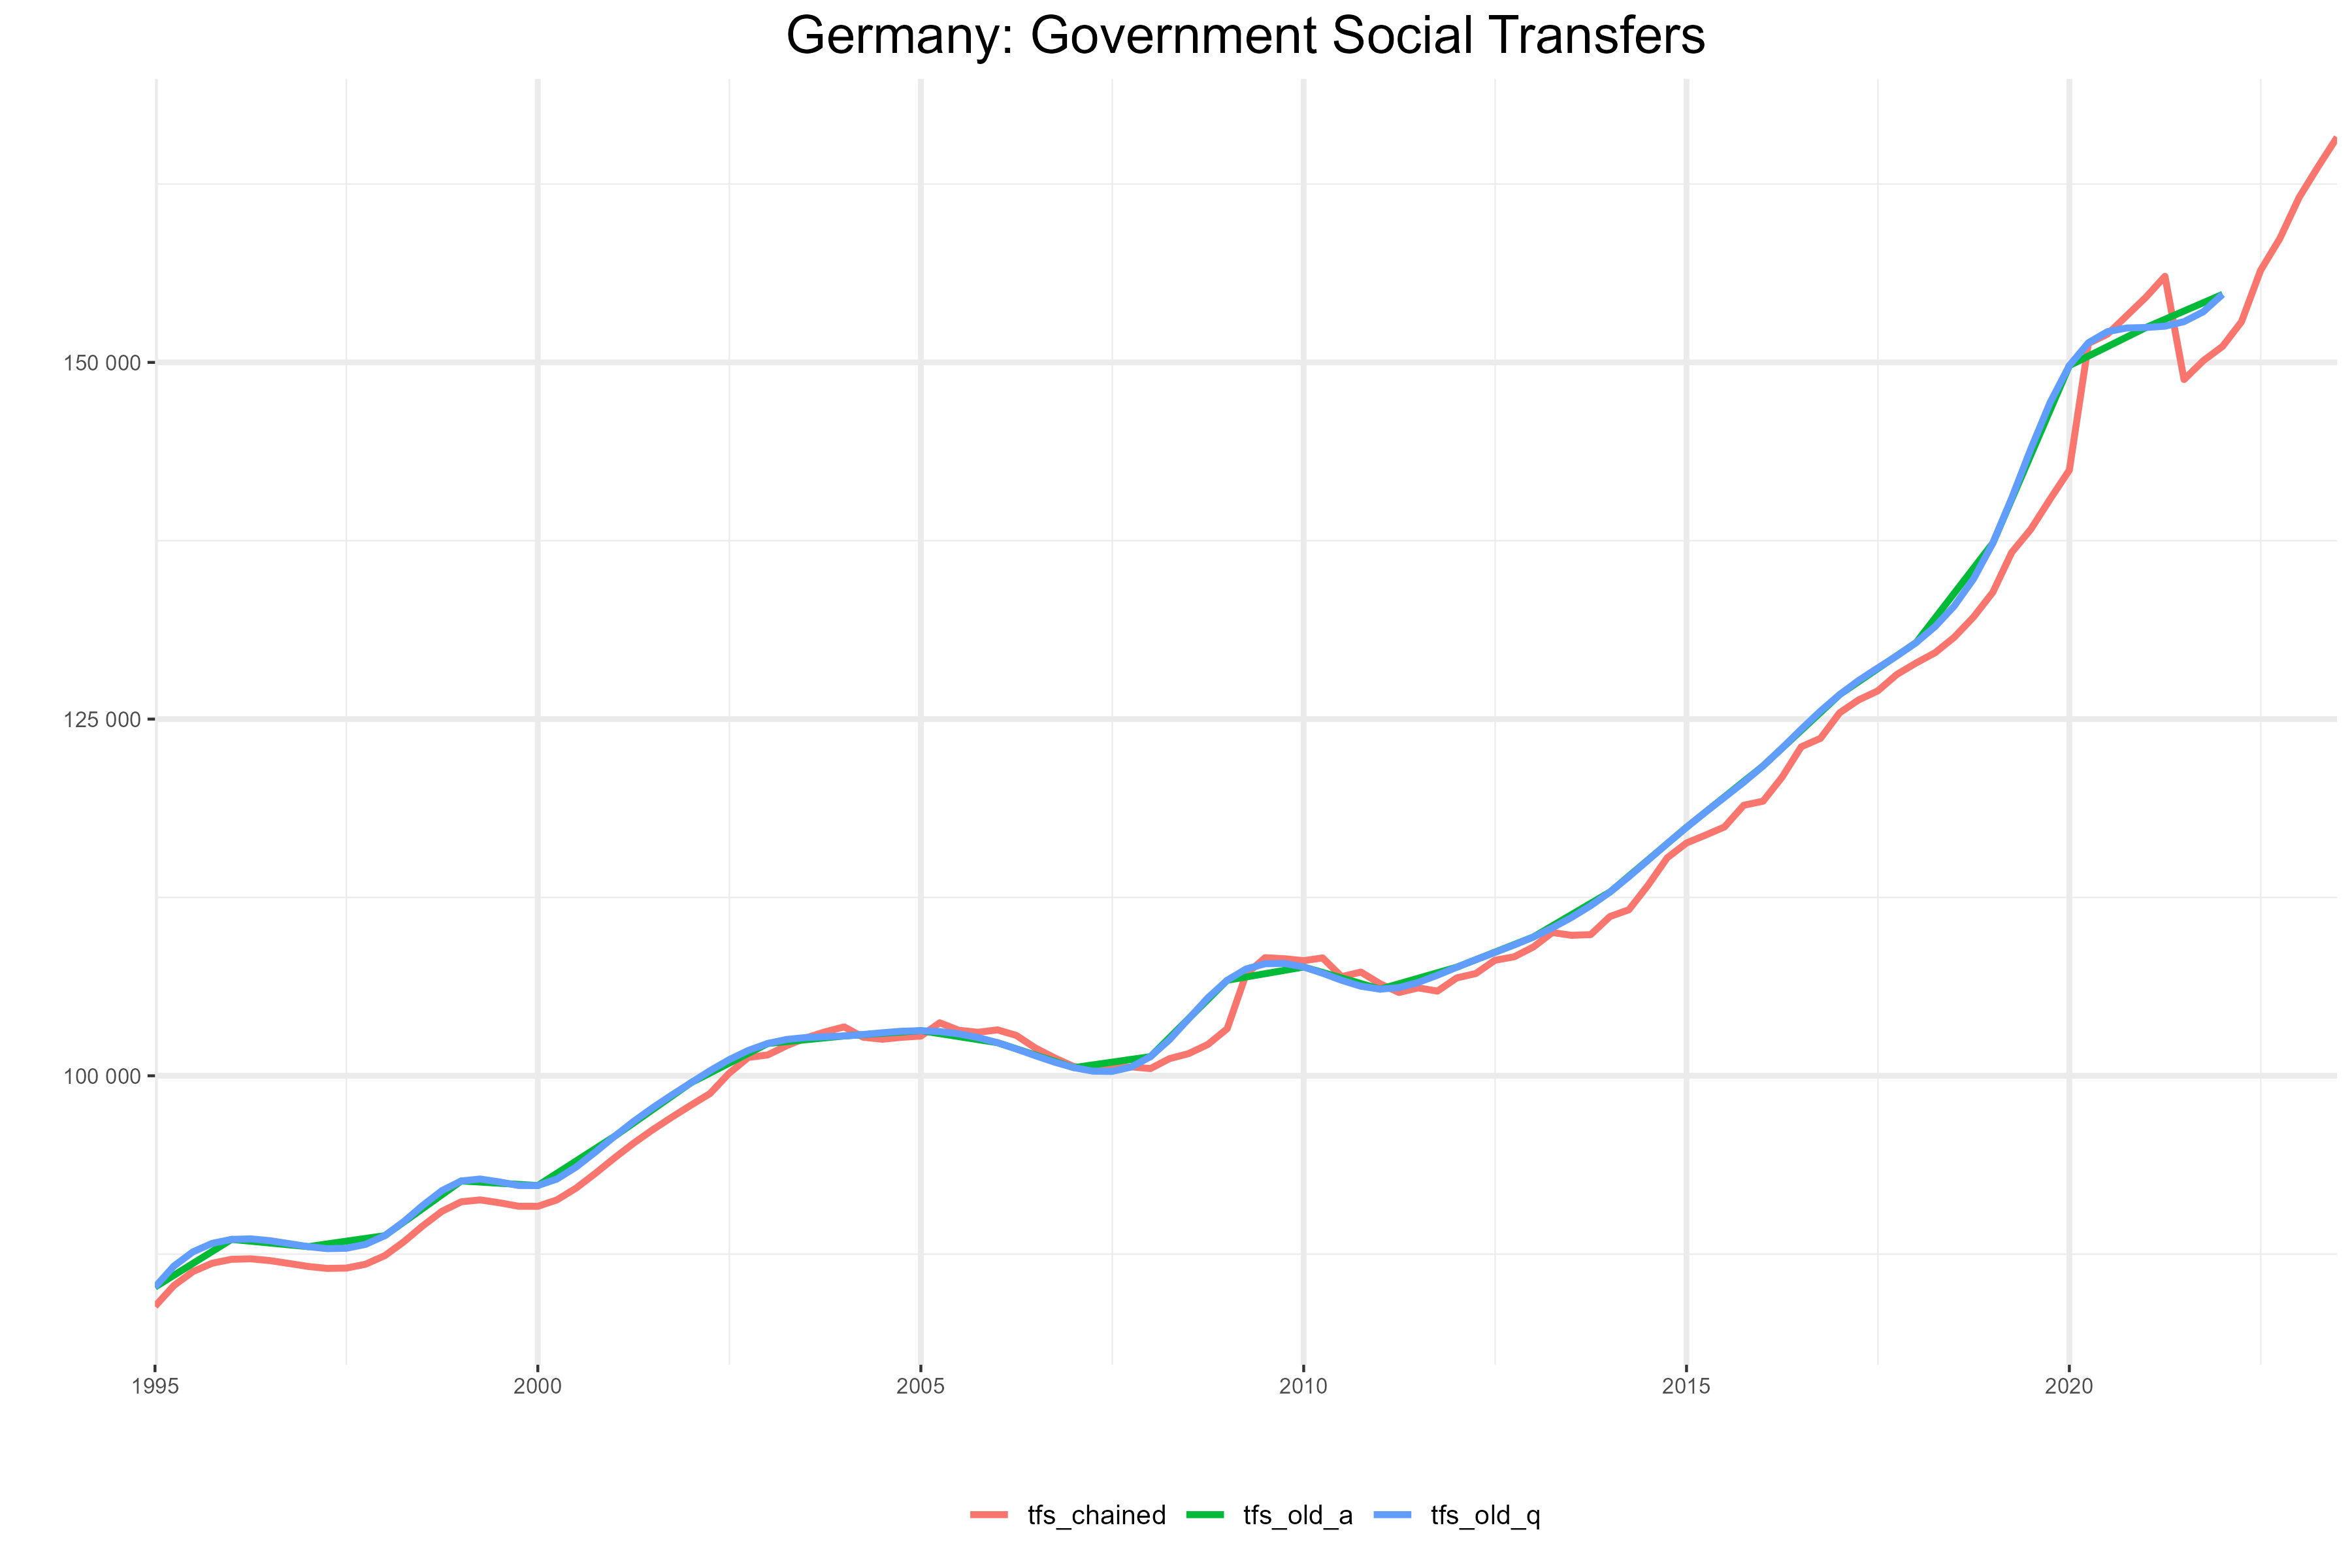 Germany: Government Social Transfers
150 000
125 000
100 000
1995 2000 2005 2010 2015 2020
tfs_chained tfs_old_a tfs_old_q